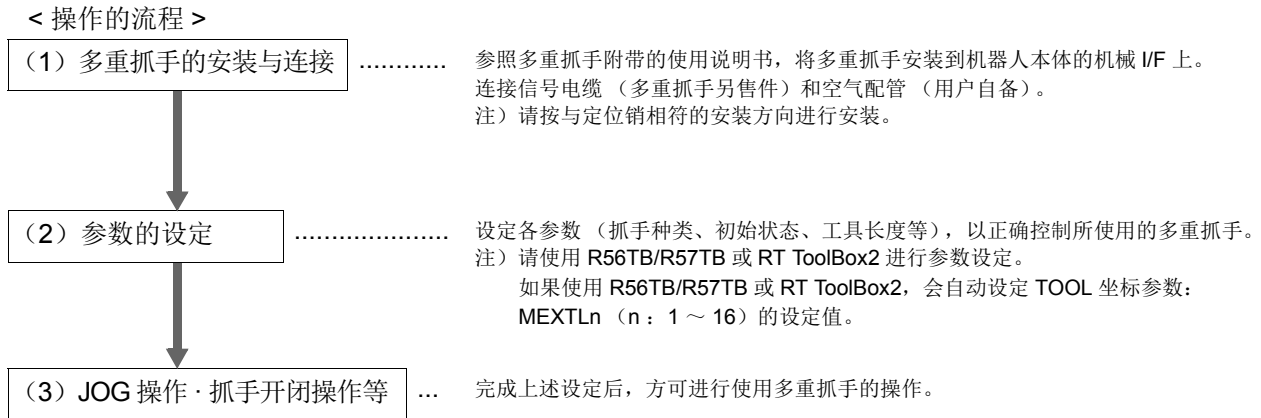 < 操作的流程 >
（1）多重抓手的安装与连接 ............ 参照多重抓手附带的使用说明书，将多重抓手安装到机器人本体的机械 I/F 上。
连接信号电缆 （多重抓手另售件）和空气配管 （用户自备）。
注）请按与定位销相符的安装方向进行安装。
（2）参数的设定 ..................... 设定各参数 （抓手种类、初始状态、工具长度等），以正确控制所使用的多重抓手。
注）请使用 R56TB/R57TB 或 RT ToolBox2 进行参数设定。
如果使用 R56TB/R57TB 或 RT ToolBox2，会自动设定 TOOL 坐标参数：
MEXTLn （n ：1 ～ 16）的设定值。
（3）JOG 操作 · 抓手开闭操作等 ... 完成上述设定后，方可进行使用多重抓手的操作。